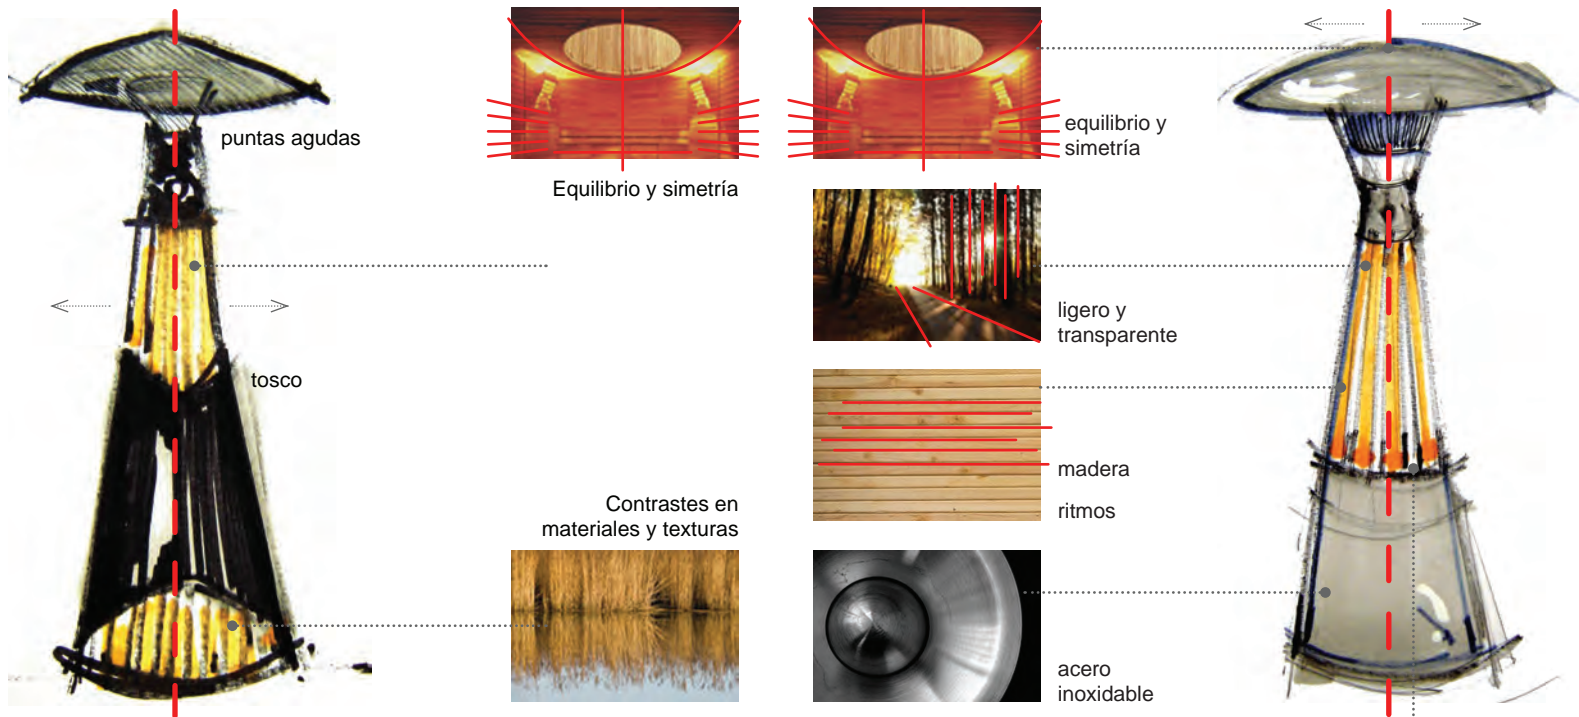 puntas agudas
Equilibrio y simetría
tosco
Contrastes en
materiales y texturas
equilibrio y
simetría
ligero y
transparente
madera
ritmos
acero
inoxidable